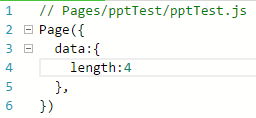 1 // Pages/pptTest/pptTest.js
2 Page({
3 data:{
4 length:4
5 },
6 })